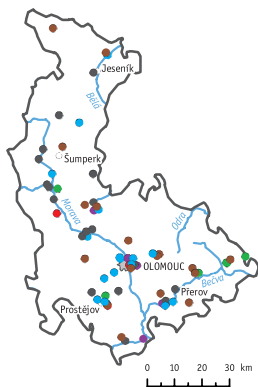 Jeseník
Bělá
Šumperk
Morava
Odra
OLOMOUC
Bečva
Přerov
Prostějov
0 10 20 30 km